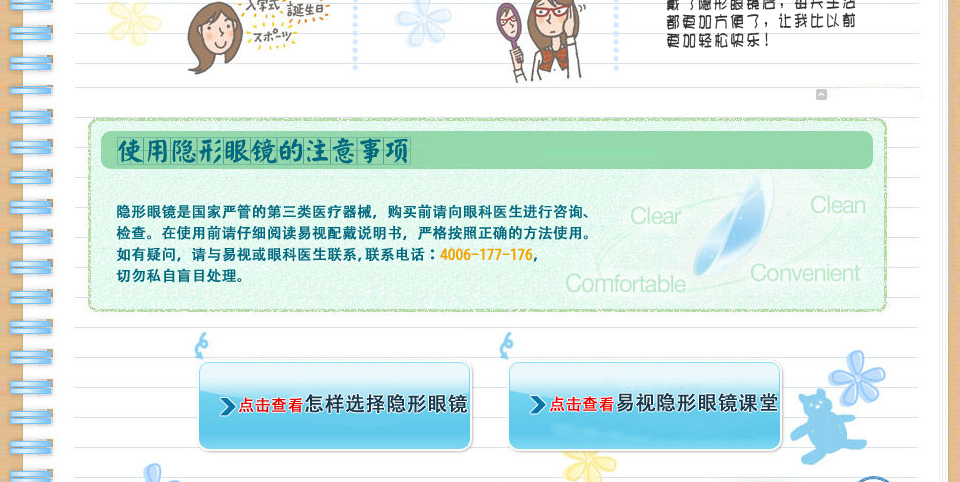 入学式
誕生日
スポーツ
戴了隐形眼镜后，每天生活
都更加方便了，让我比以前
更加轻松快乐！
使用隐形眼镜的注意事项
隐形眼镜是国家严管的第三类医疗器械，购买前请向眼科医生进行咨询、
检查。在使用前请仔细阅读易视配戴说明书，严格按照正确的方法使用。
如有疑问，请与易视或眼科医生联系，联系电话：4006-177-176，
切勿私自盲目处理。
Clear
Clean
Comfortable
Convenient
点击查看怎样选择隐形眼镜
点击查看易视隐形眼镜课堂